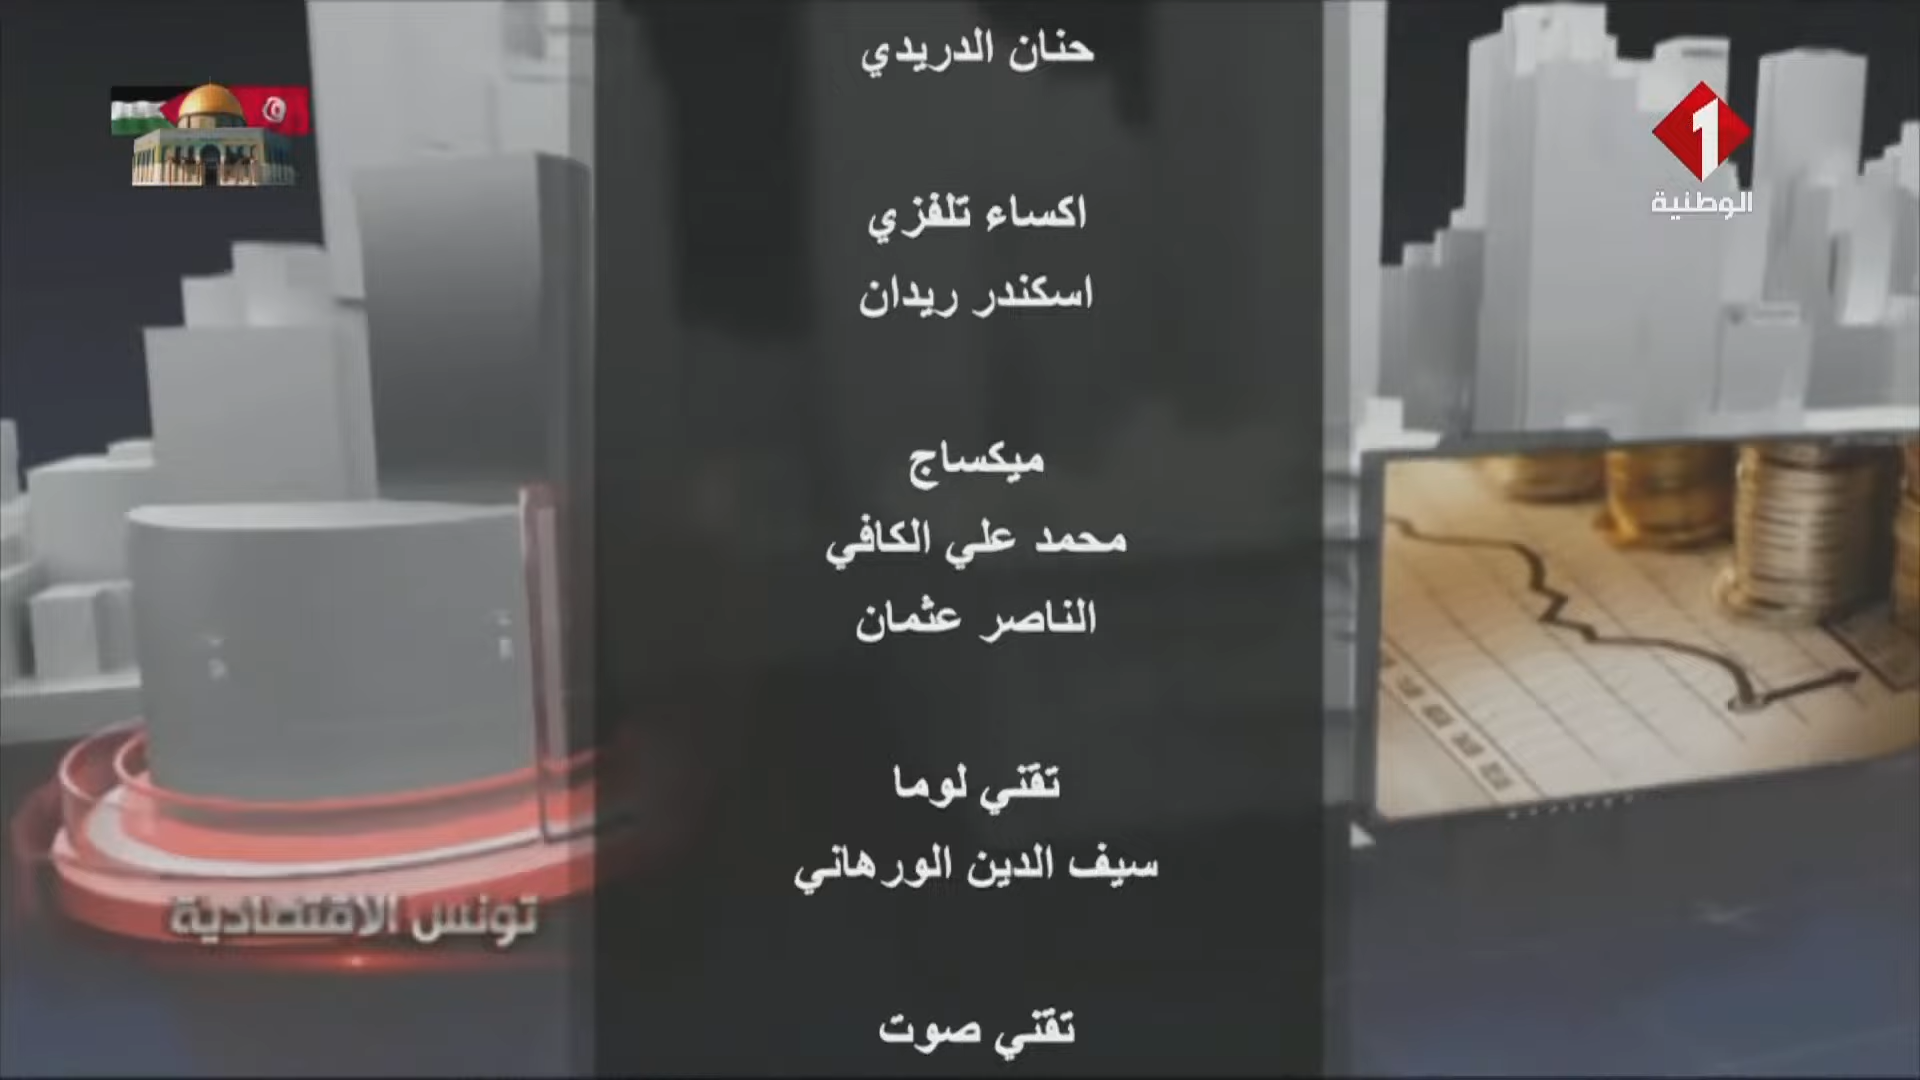 حنان الدريدي
اكساء تلفزي
اسكندر ريدان
ميكساج
محمد علي الكافي
الناصر عثمان
تقني لوما
سيف الدين الورهاني
تقني صوت
1
الوطنية
تونس الاقتصادية